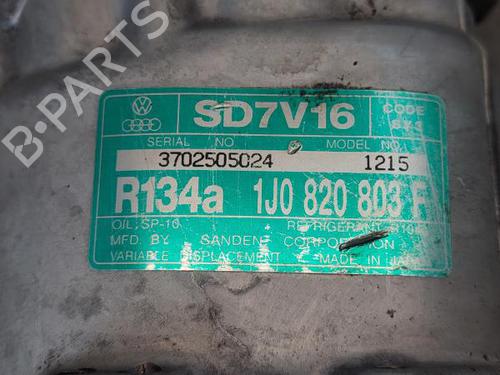 B-Parts
SD7V16
CODE
SERIAL NO
MODEL NO.
3702505024
1215
R134a 1J0 820 803 F
OIL; SP-10
REFRIGERANT;
MFD. BY SANDEN CORPORATION
VARIABLE DISPLACEMENT
MADE IN